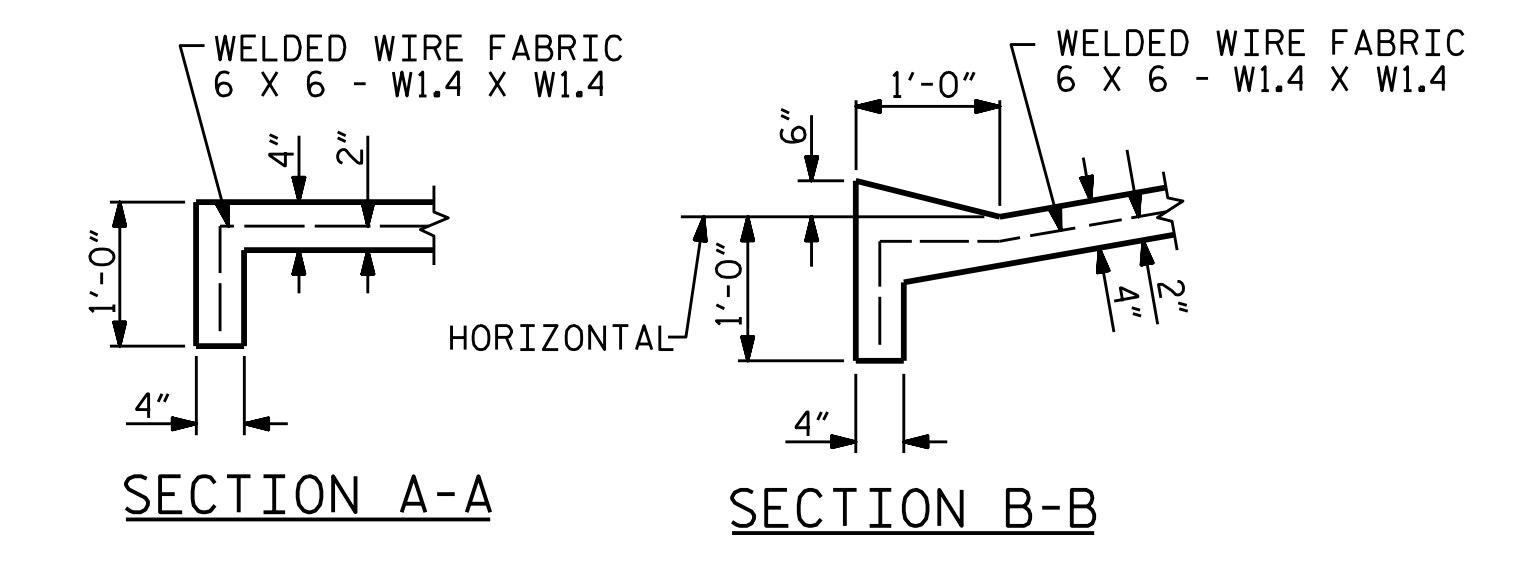 WELDED WIRE FABRIC
6 X 6 - W1.4 X W1.4
4"
2"
1'-0"
4"
SECTION A-A
WELDED WIRE FABRIC
6 X 6 - W1.4 X W1.4
1'-0"
6"
HORIZONTAL
1'-0"
4"
2"
4"
SECTION B-B